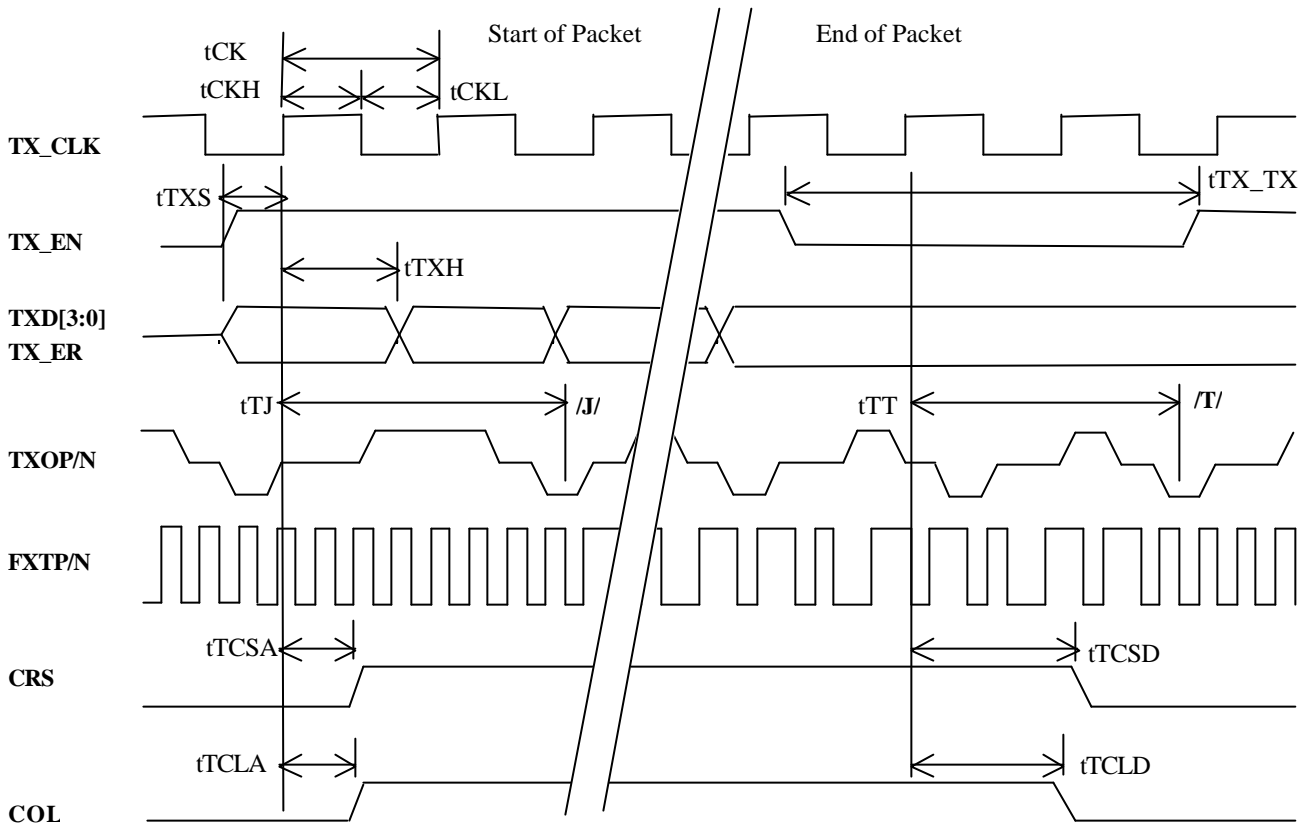 Start of Packet
End of Packet
tCK
tCKH
tCKL
TX_CLK
tTXS
tTX_TX
TX_EN
tTXH
TXD[3:0]
TX_ER
tTJ
/J/
tTT
/T/
TXOP/N
FXTP/N
tTCSA
tTCSD
CRS
tTCLA
tTCLD
COL